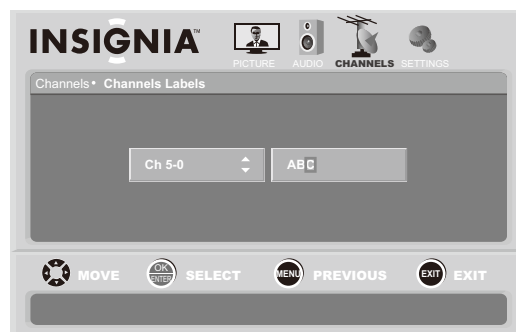 INSIGNIA™
PICTURE AUDIO CHANNELS SETTINGS
Channels • Channels Labels
Ch 5-0 ABC
OK ENTER MENU EXIT
MOVE SELECT PREVIOUS EXIT